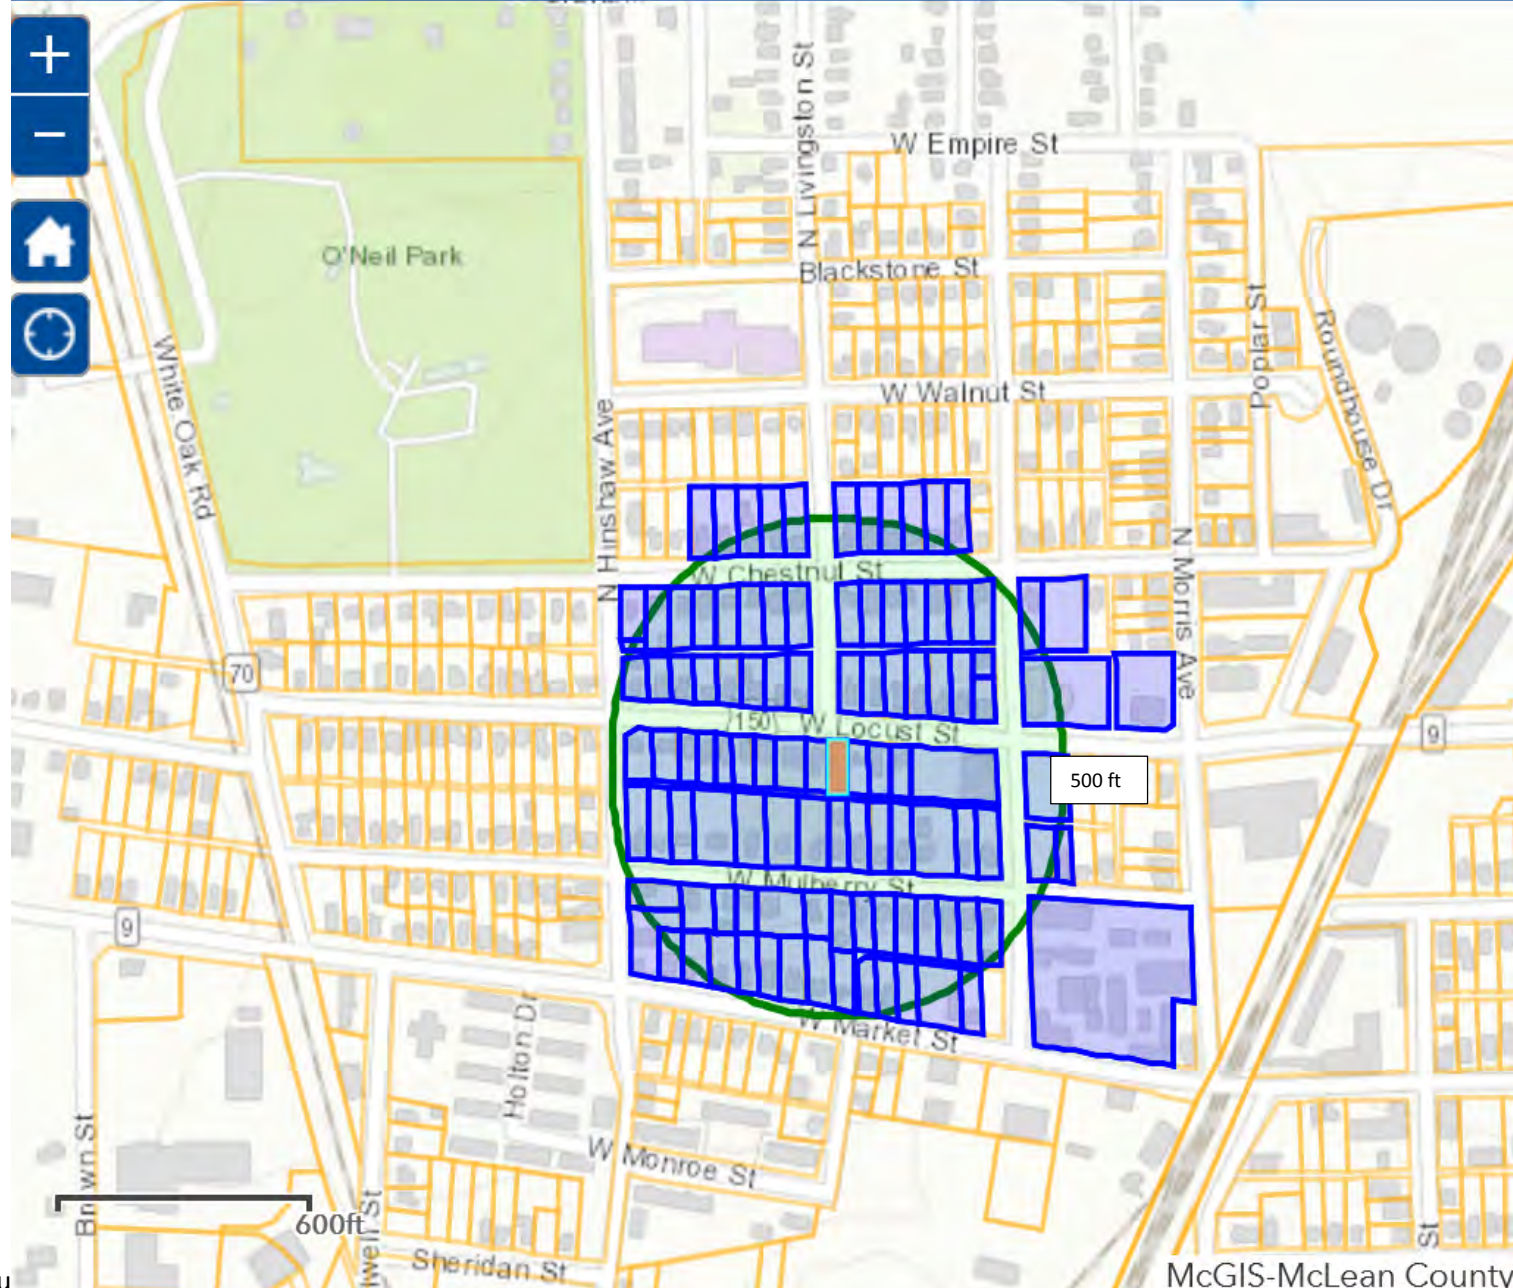 W Empire St
N Livingston St
O'Neil Park
Blackstone St
Poplar St
Roundhouse Dr
White Oak Rd
W Walnut St
N Hinshaw Ave
N Morris Ave
W Chestnut St
70
150
W Locust St
9
500 ft
W Mulberry St
9
W Market St
Holton Dr
W Monroe St
Brown St
600ft
St
Sheridan St
McGIS-McLean County